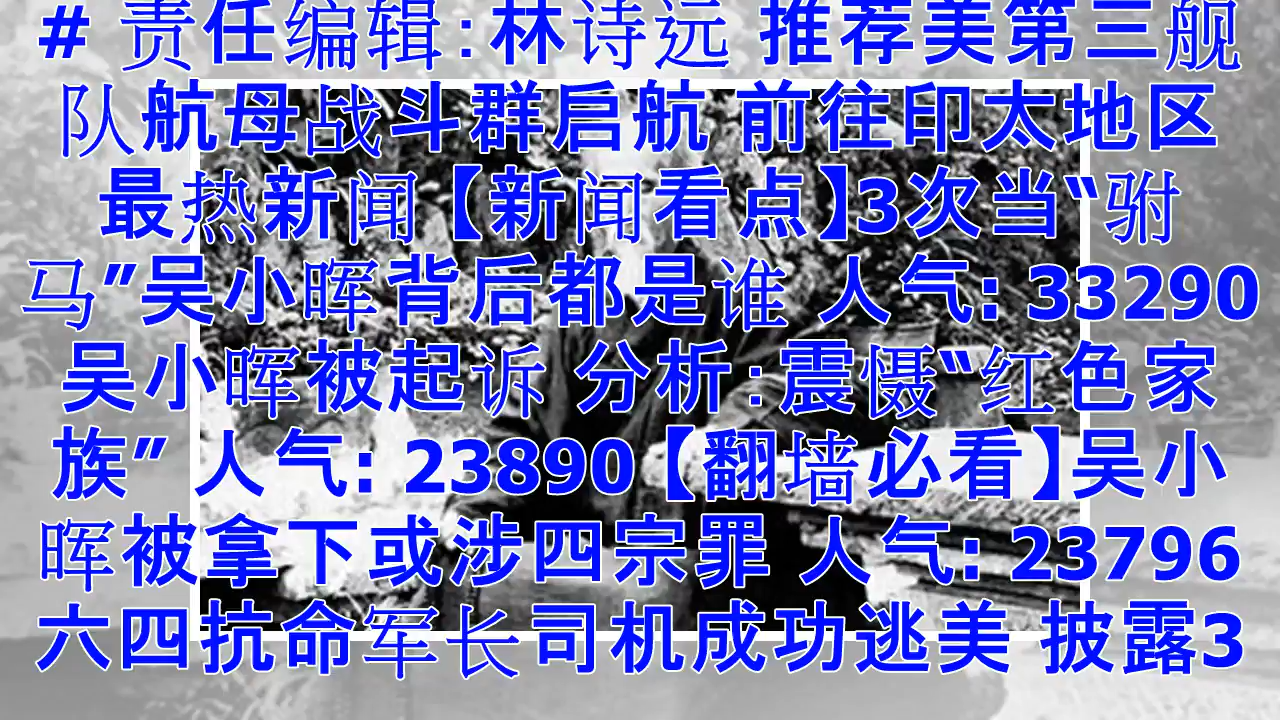 # 责任编辑:林诗远 推荐美第三舰
队航母战斗群启航 前往印太地区
最热新闻【新闻看点】3次当“驸
马”吴小晖背后都是谁 人气: 33290
吴小晖被起诉 分析:震慑“红色家
族” 人气: 23890【翻墙必看】吴小
晖被拿下或涉四宗罪 人气: 23796
六四抗命军长司机成功逃美 披露3